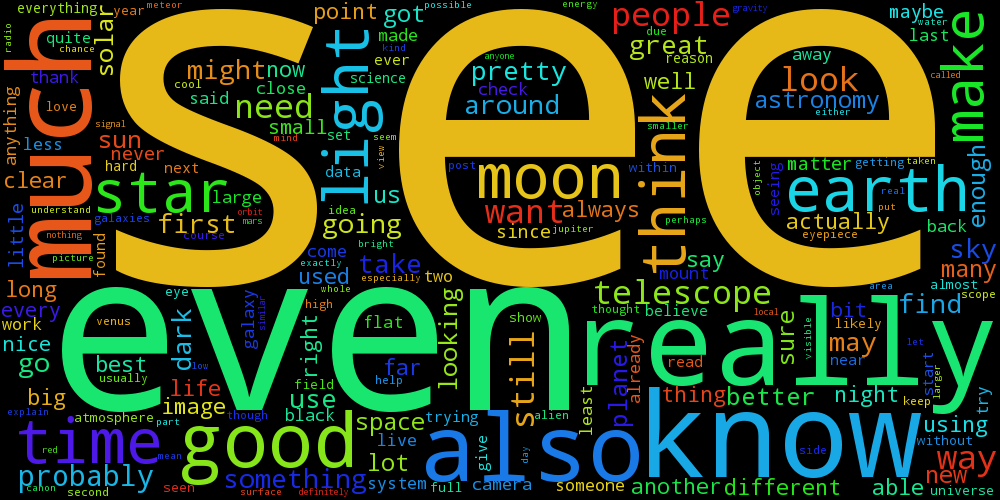 everything
year
meteor
point
got
possible
energy
gravity
people
maybe
water
last
radio
quite
chance
solar
much
see
light
made
kind
ever
science
due
great
reason
well
away
look
astronomy
either
called
make
thank
love
might
now
cool
close
said
need
small
set
anyone
pretty
check
around
smaller
think
anything
less
signal
sun
never
mind
seem
view
data
us
post
moon
within
object
seeing
matter
getting
taken
earth
real
put
actually
eyepiece
enough
back
clear
hard
next
star
large
understand
galaxies
first
orbit
mars
course
idea
going
want
always
since
jupiter
perhaps
little
nothing
picture
found
come
bright
exactly
used
take
especially
two
say
mount
sky
many
almost
area
scope
long
every
work
eye
even
whole
high
telescope
thought
believe
local
really
find
nice
venus
dark
galaxy
similar
right
flat
looking
show
still
planet
already
read
sure
visible
bit
likely
may
near
let
start
larger
go
best
usually
low
life
far
help
field
use
thing
better
night
keep
try
big
explain
atmosphere
part
image
though
black
space
trying
alien
least
also
know
using
without
time
red
mean
good
live
give
day
side
way
probably
canon
second
seen
something
surface
definitely
lot
system
full
camera
someone
another
different
able
new
universe